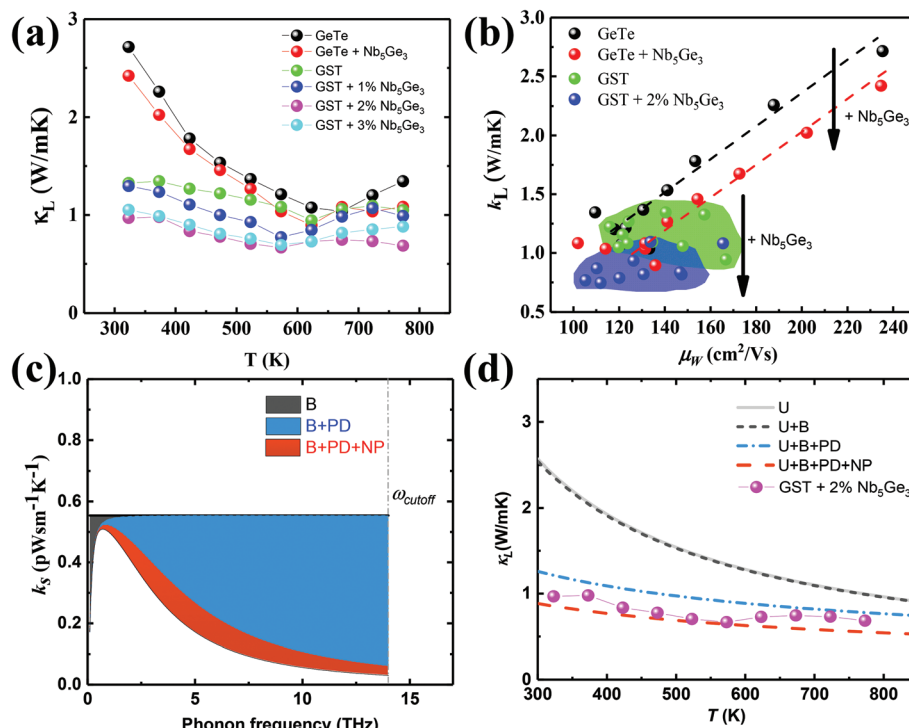 (a)
GeTe
GeTe + Nb₅Ge₃
GST
GST + 1% Nb₅Ge₃
GST + 2% Nb₅Ge₃
GST + 3% Nb₅Ge₃
κL (W/mK)
3
2
1
0
300 400 500 600 700 800
T (K)
(b)
GeTe
GeTe + Nb₅Ge₃
GST
GST + 2% Nb₅Ge₃
+ Nb₅Ge₃
+ Nb₅Ge₃
kL (W/mK)
3.0
2.5
2.0
1.5
1.0
0.5
100 120 140 160 180 200 220 240
μW (cm²/Vs)
(c)
B
B+PD
B+PD+NP
ωcutoff
kS (pWsm⁻¹K⁻¹)
1.0
0.8
0.6
0.4
0.2
0.0
0 5 10 15
Phonon frequency (THz)
(d)
U
U+B
U+B+PD
U+B+PD+NP
GST + 2% Nb₅Ge₃
κL(W/mK)
3
2
1
0
300 400 500 600 700 800
T (K)